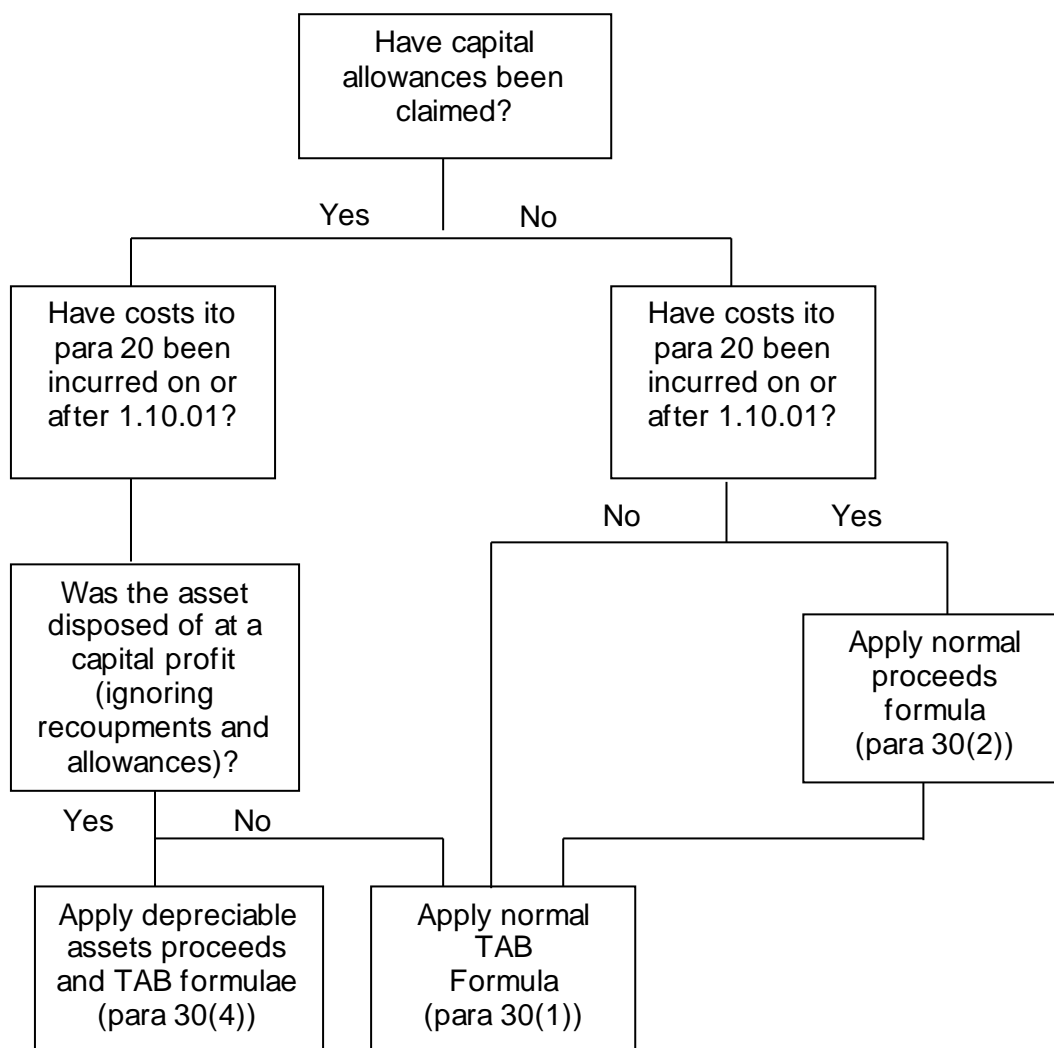 Have capital
allowances been
claimed?
Yes
No
Have costs ito
para 20 been
incurred on or
after 1.10.01?
Have costs ito
para 20 been
incurred on or
after 1.10.01?
No
Yes
Was the asset
disposed of at a
capital profit
(ignoring
recoupments and
allowances)?
Apply normal
proceeds
formula
(para 30(2))
Yes
No
Apply depreciable
assets proceeds
and TAB formulae
(para 30(4))
Apply normal
TAB
Formula
(para 30(1))